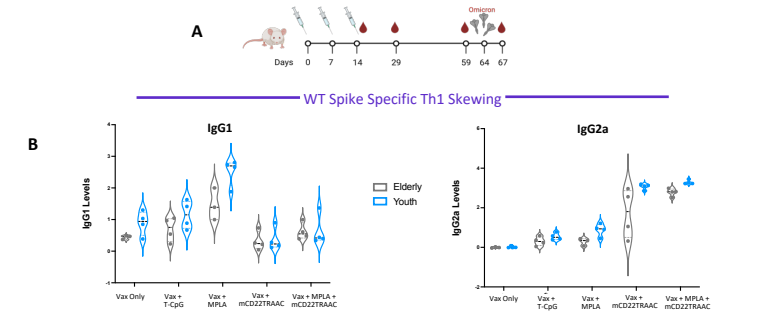 Omicron
A
Days 0 7 14 29 59 64 67
WT Spike Specific Th1 Skewing
B
IgG1
IgG1 Levels
4
3
2
1
0
-1
Vax Only
Vax +
T-CpG
Vax +
MPLA
Vax +
mCD22TRAAC
Vax + MPLA +
mCD22TRAAC
Elderly
Youth
IgG2a
IgG2a Levels
6
4
2
0
-2
Vax Only
Vax +
T-CpG
Vax +
MPLA
Vax +
mCD22TRAAC
Vax + MPLA +
mCD22TRAAC